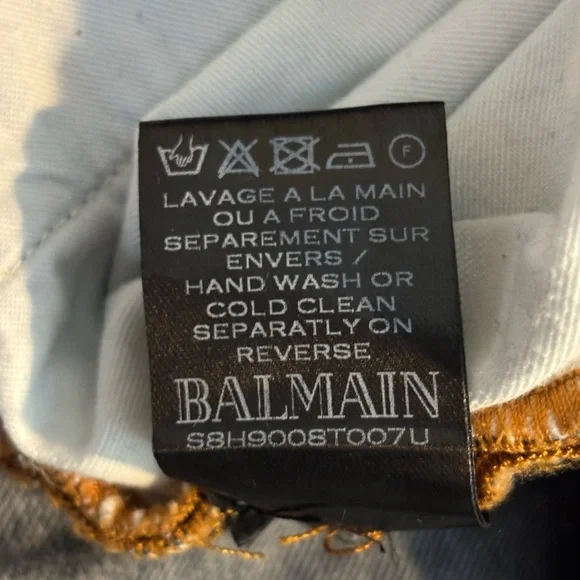 F
LAVAGE A LA MAIN
OU A FROID
SEPAREMENT SUR
ENVERS /
HAND WASH OR
COLD CLEAN
SEPARATLY ON
REVERSE
BALMAIN
S8H9008T007U